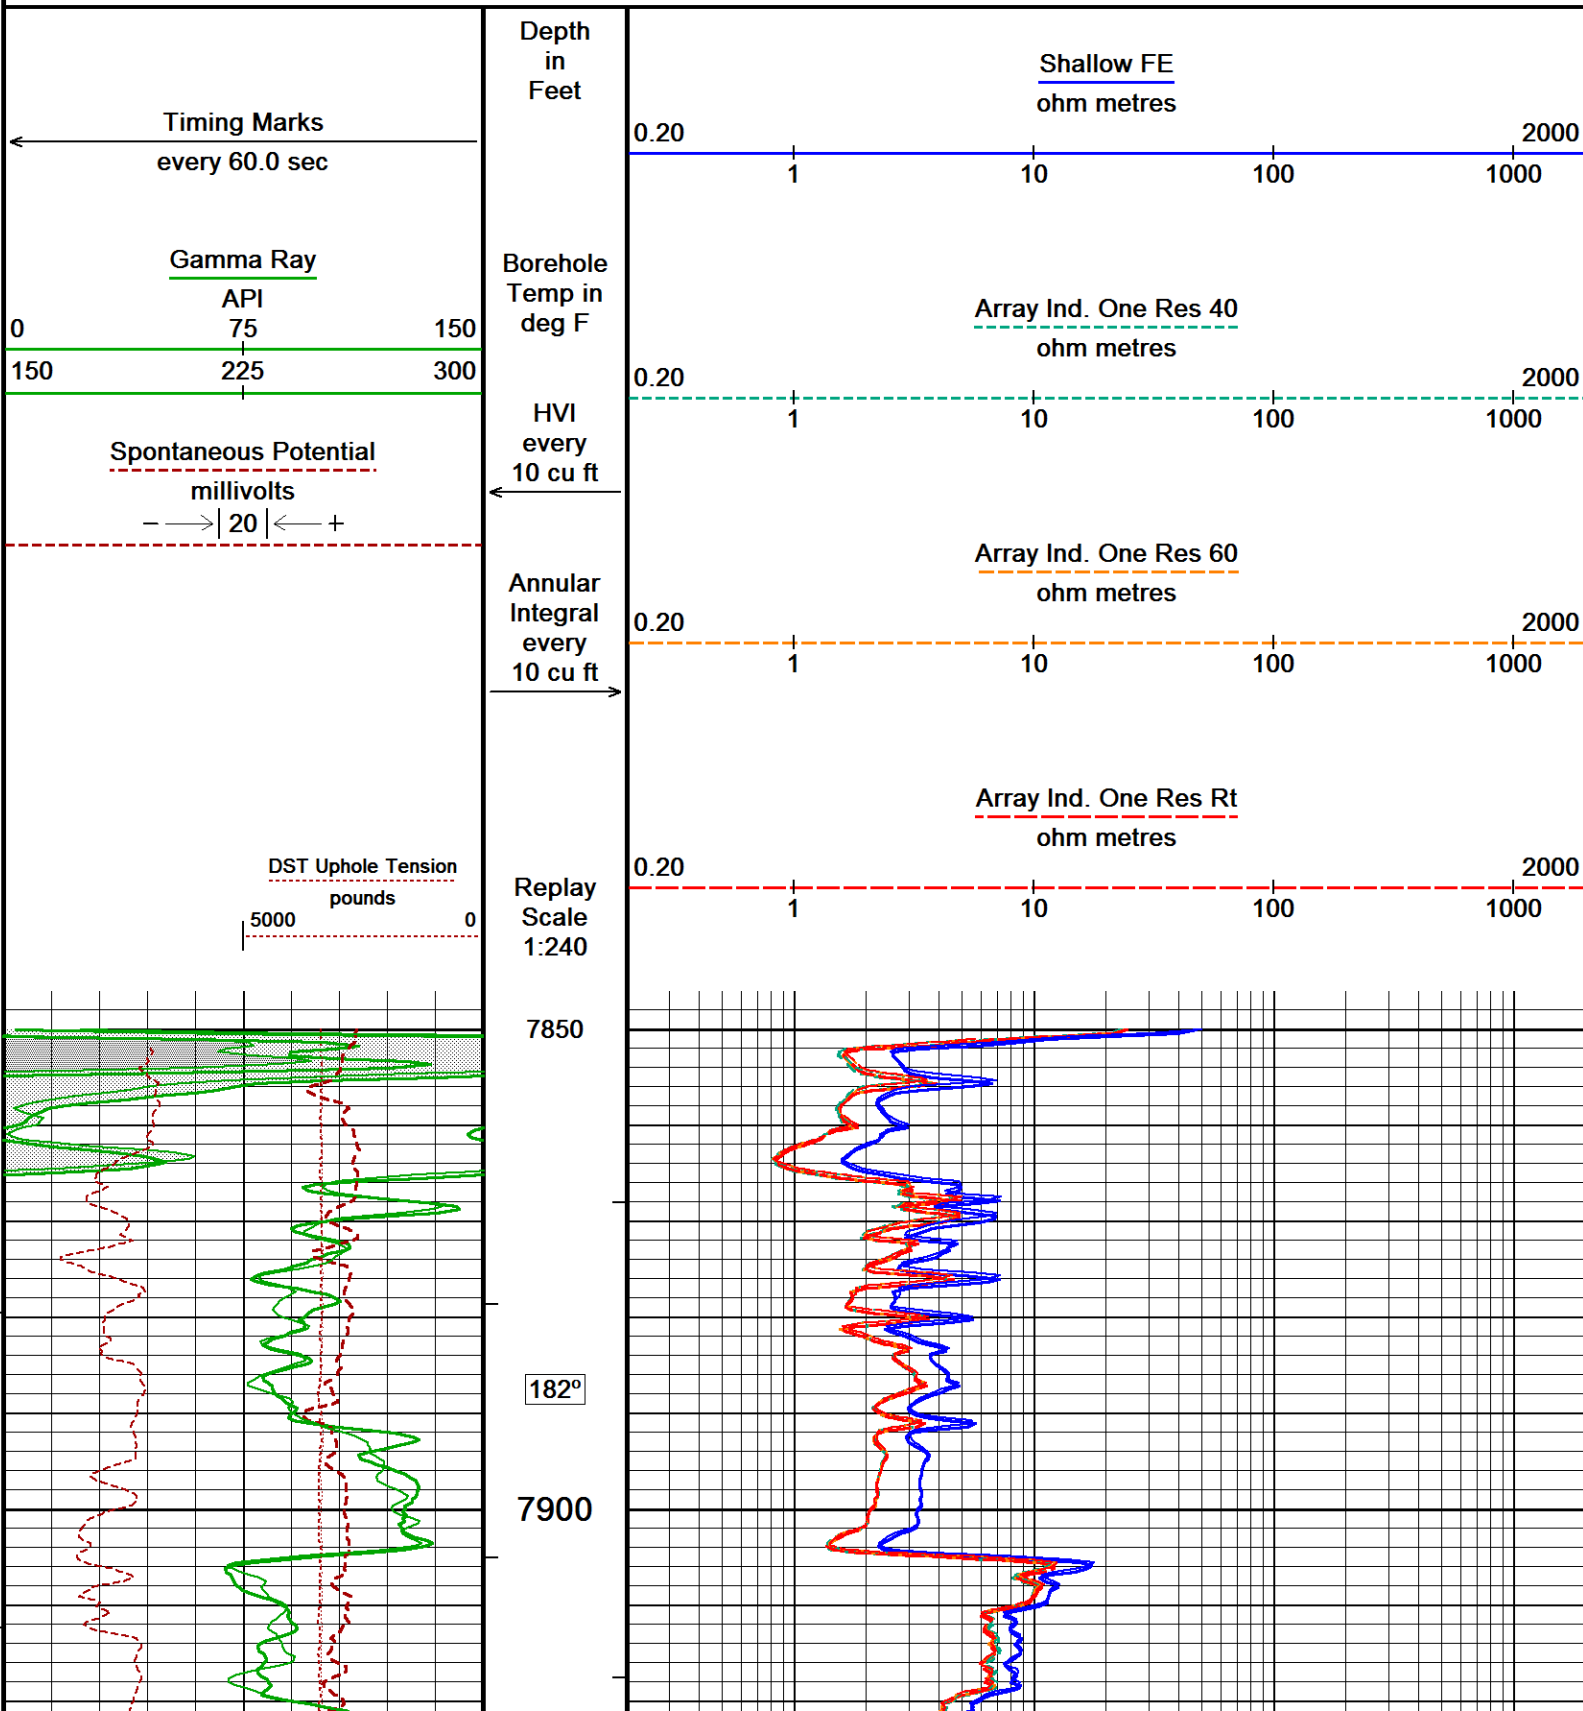 Timing Marks
every 60.0 sec
Gamma Ray
API
0 75 150
150 225 300
Spontaneous Potential
millivolts
− 20 +
DST Uphole Tension
pounds
5000 0
Depth
in
Feet
Borehole
Temp in
deg F
HVI
every
10 cu ft
Annular
Integral
every
10 cu ft
Replay
Scale
1:240
Shallow FE
ohm metres
0.20 2000
1 10 100 1000
Array Ind. One Res 40
ohm metres
0.20 2000
1 10 100 1000
Array Ind. One Res 60
ohm metres
0.20 2000
1 10 100 1000
Array Ind. One Res Rt
ohm metres
0.20 2000
1 10 100 1000
7850
182º
7900